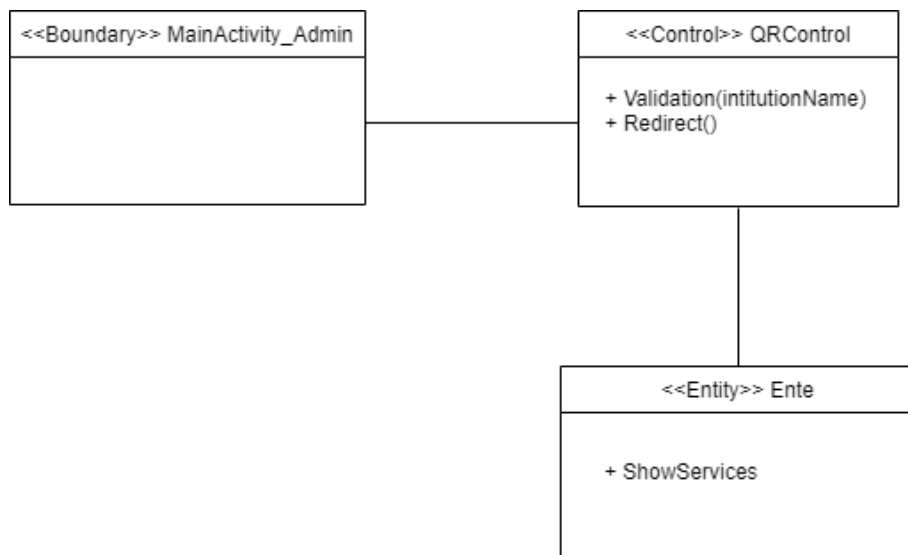 <<Boundary>> MainActivity_Admin
<<Control>> QRControl
+ Validation(intitutionName)
+ Redirect()
<<Entity>> Ente
+ ShowServices